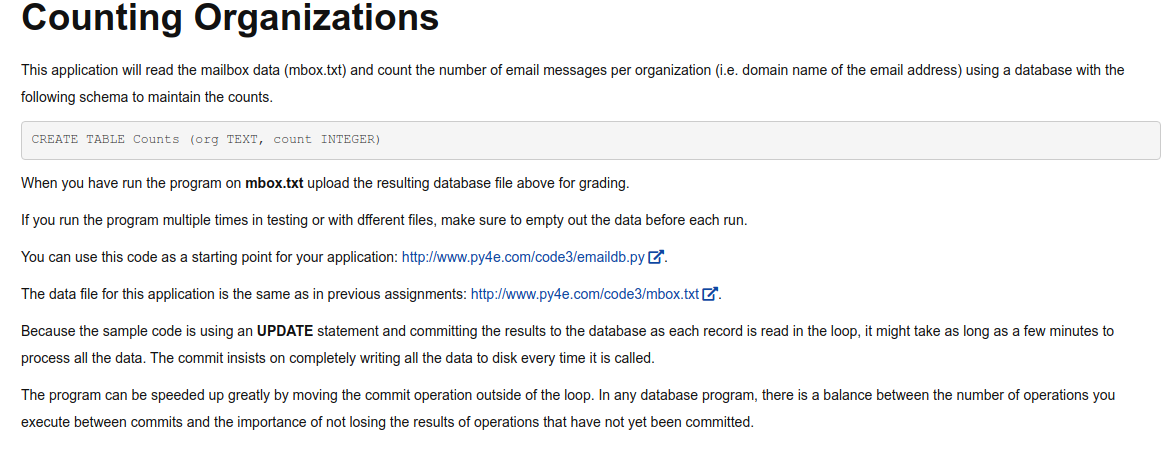 Counting Organizations
This application will read the mailbox data (mbox.txt) and count the number of email messages per organization (i.e. domain name of the email address) using a database with the
following schema to maintain the counts.
CREATE TABLE Counts (org TEXT, count INTEGER)
When you have run the program on mbox.txt upload the resulting database file above for grading.
If you run the program multiple times in testing or with dfferent files, make sure to empty out the data before each run.
You can use this code as a starting point for your application: http://www.py4e.com/code3/emaildb.py.
The data file for this application is the same as in previous assignments: http://www.py4e.com/code3/mbox.txt.
Because the sample code is using an UPDATE statement and committing the results to the database as each record is read in the loop, it might take as long as a few minutes to
process all the data. The commit insists on completely writing all the data to disk every time it is called.
The program can be speeded up greatly by moving the commit operation outside of the loop. In any database program, there is a balance between the number of operations you
execute between commits and the importance of not losing the results of operations that have not yet been committed.